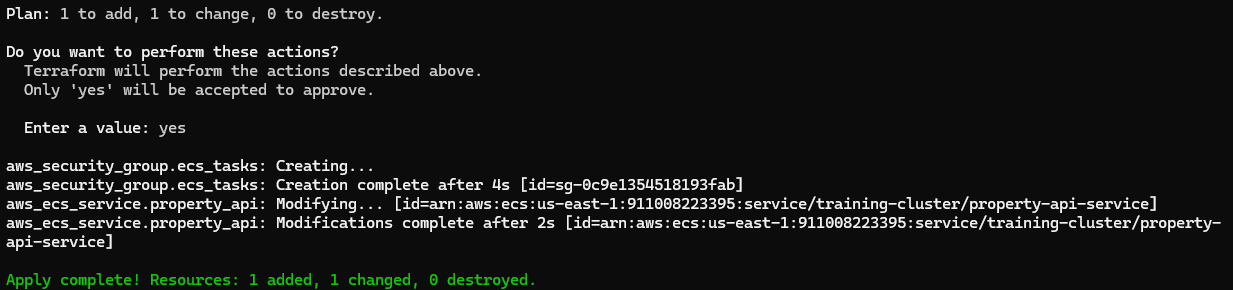 Plan: 1 to add, 1 to change, 0 to destroy.
Do you want to perform these actions?
Terraform will perform the actions described above.
Only 'yes' will be accepted to approve.
Enter a value: yes
aws_security_group.ecs_tasks: Creating...
aws_security_group.ecs_tasks: Creation complete after 4s [id=sg-0c9e1354518193fab]
aws_ecs_service.property_api: Modifying... [id=arn:aws:ecs:us-east-1:911008223395:service/training-cluster/property-api-service]
aws_ecs_service.property_api: Modifications complete after 2s [id=arn:aws:ecs:us-east-1:911008223395:service/training-cluster/property-
api-service]
Apply complete! Resources: 1 added, 1 changed, 0 destroyed.